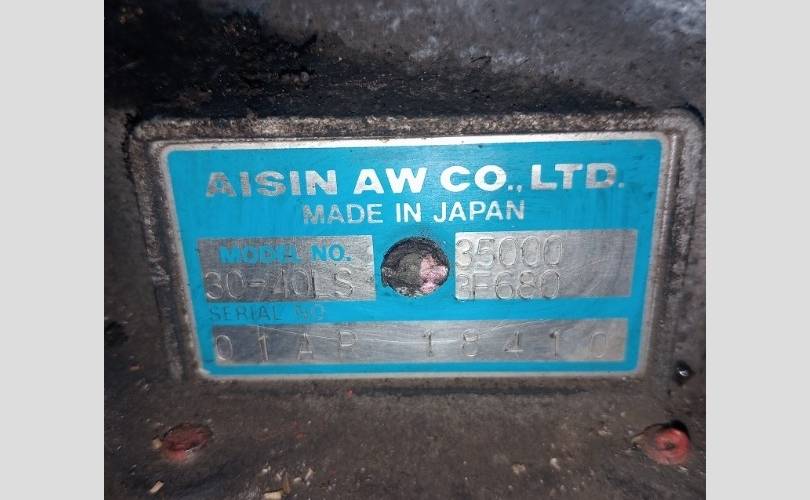 AISIN AW CO., LTD.
MADE IN JAPAN
MODEL NO.
30-40LS
35000
3F680
SERIAL NO
01AP 18410